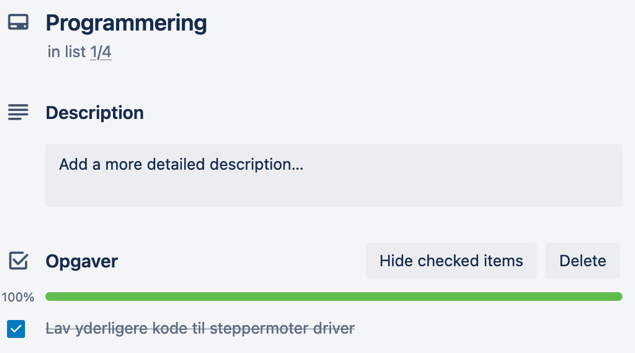 Programmering
in list 1/4
Description
Add a more detailed description...
Opgaver Hide checked items Delete
100%
Lav yderligere kode til steppermoter driver